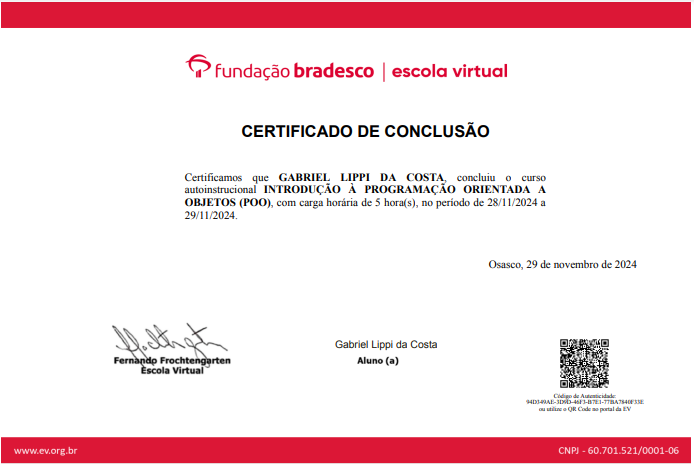 fundação bradesco | escola virtual
CERTIFICADO DE CONCLUSÃO
Certificamos que GABRIEL LIPPI DA COSTA, concluiu o curso
autoinstrucional INTRODUÇÃO À PROGRAMAÇÃO ORIENTADA A
OBJETOS (POO), com carga horária de 5 hora(s), no período de 28/11/2024 a
29/11/2024.
Osasco, 29 de novembro de 2024
Fernando Frochtengarten
Escola Virtual
Gabriel Lippi da Costa
Aluno (a)
Código de Autenticidade:
94D349AE-3D9D-46F3-B7E1-77BA7840F33E
ou utilize o QR Code no portal da EV
www.ev.org.br
CNPJ - 60.701.521/0001-06